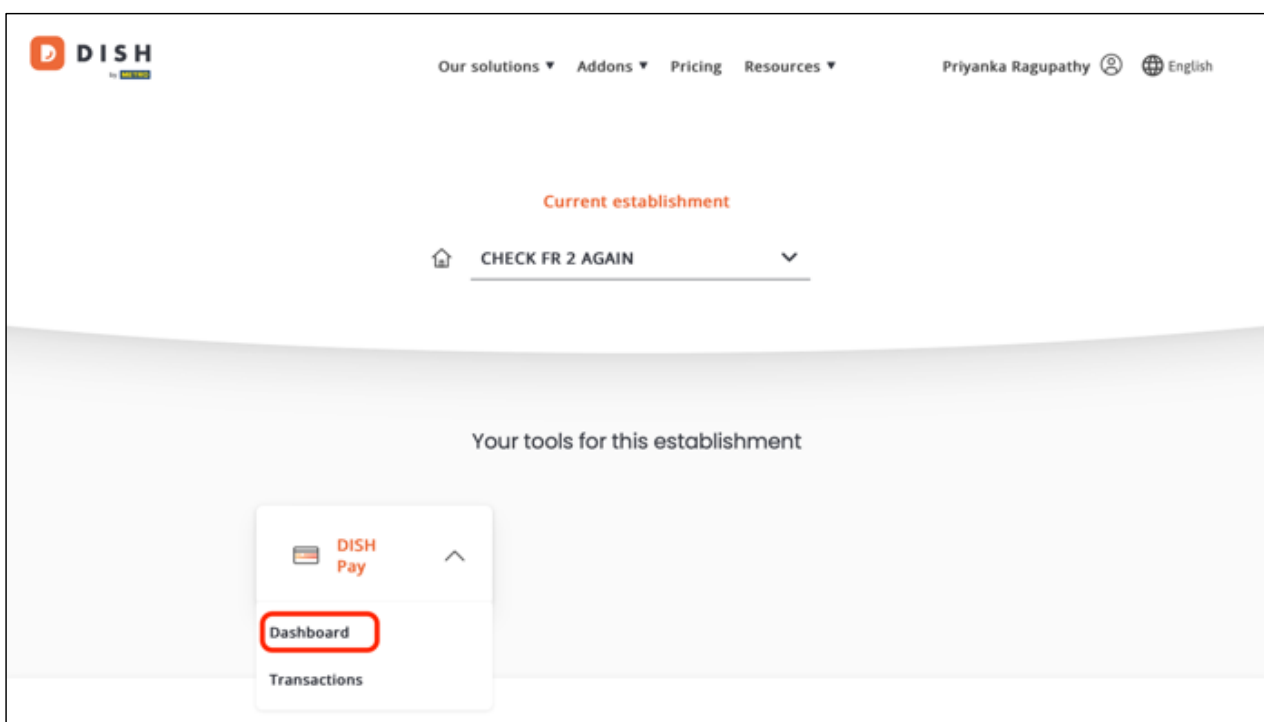 DISH
by METRO
Our solutions ▼ Addons ▼ Pricing Resources ▼ Priyanka Ragupathy English
Current establishment
CHECK FR 2 AGAIN
Your tools for this establishment
DISH
Pay
Dashboard
Transactions